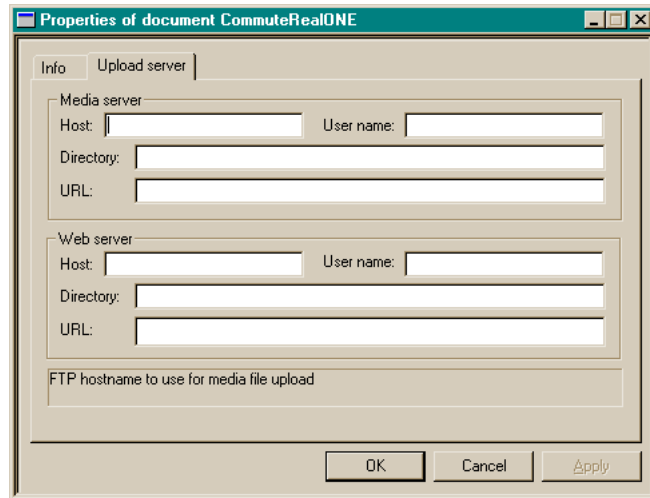 Properties of document CommuteRealONE
Info Upload server
Media server
Host: User name:
Directory:
URL:
Web server
Host: User name:
Directory:
URL:
FTP hostname to use for media file upload
OK Cancel Apply